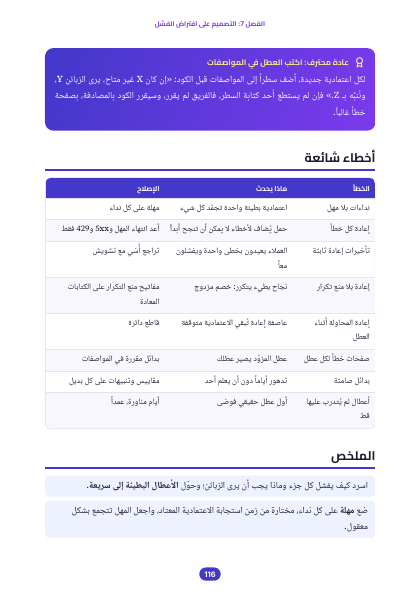 الفصل 7: التصميم على افتراض الفشل
عادة محترف: اكتب العطل في المواصفات
لكل اعتمادية جديدة، أضف سطراً إلى المواصفات قبل الكود: «إن كان X غير متاح، يرى الزبائن Y،
ونُنبَّه بـ Z.» فإن لم يستطع أحد كتابة السطر، فالفريق لم يقرر، وسيقرر الكود بالمصادفة، بصفحة
خطأ غالباً.
أخطاء شائعة
الخطأ ماذا يحدث الإصلاح
نداءات بلا مهل اعتمادية بطيئة واحدة تجمّد كل شيء مهلة على كل نداء
إعادة كل خطأ حمل يُضاف لأخطاء لا يمكن أن تنجح أبداً أعد انتهاء المهل و5xx و429 فقط
تأخيرات إعادة ثابتة العملاء يعيدون بخطى واحدة ويفشلون تراجع أُسّي مع تشويش
معاً
إعادة بلا منع تكرار نجاح بطيء يتكرر: خصم مزدوج مفاتيح منع التكرار على الكتابات
المعادة
إعادة المحاولة أثناء عاصفة إعادة تُبقي الاعتمادية متوقفة قاطع دائرة
العطل
صفحات خطأ لكل عطل عطل المزوّد يصير عطلك بدائل مقررة في المواصفات
بدائل صامتة تدهور أياماً دون أن يعلم أحد مقاييس وتنبيهات على كل بديل
أعطال لم يُتدرب عليها أول عطل حقيقي فوضى أيام مناورة، عمداً
قط
الملخص
اسرد كيف يفشل كل جزء وماذا يجب أن يرى الزبائن؛ وحوّل الأعطال البطيئة إلى سريعة.
ضع مهلة على كل نداء، مختارة من زمن استجابة الاعتمادية المعتاد، واجعل المهل تتجمع بشكل
معقول.
116